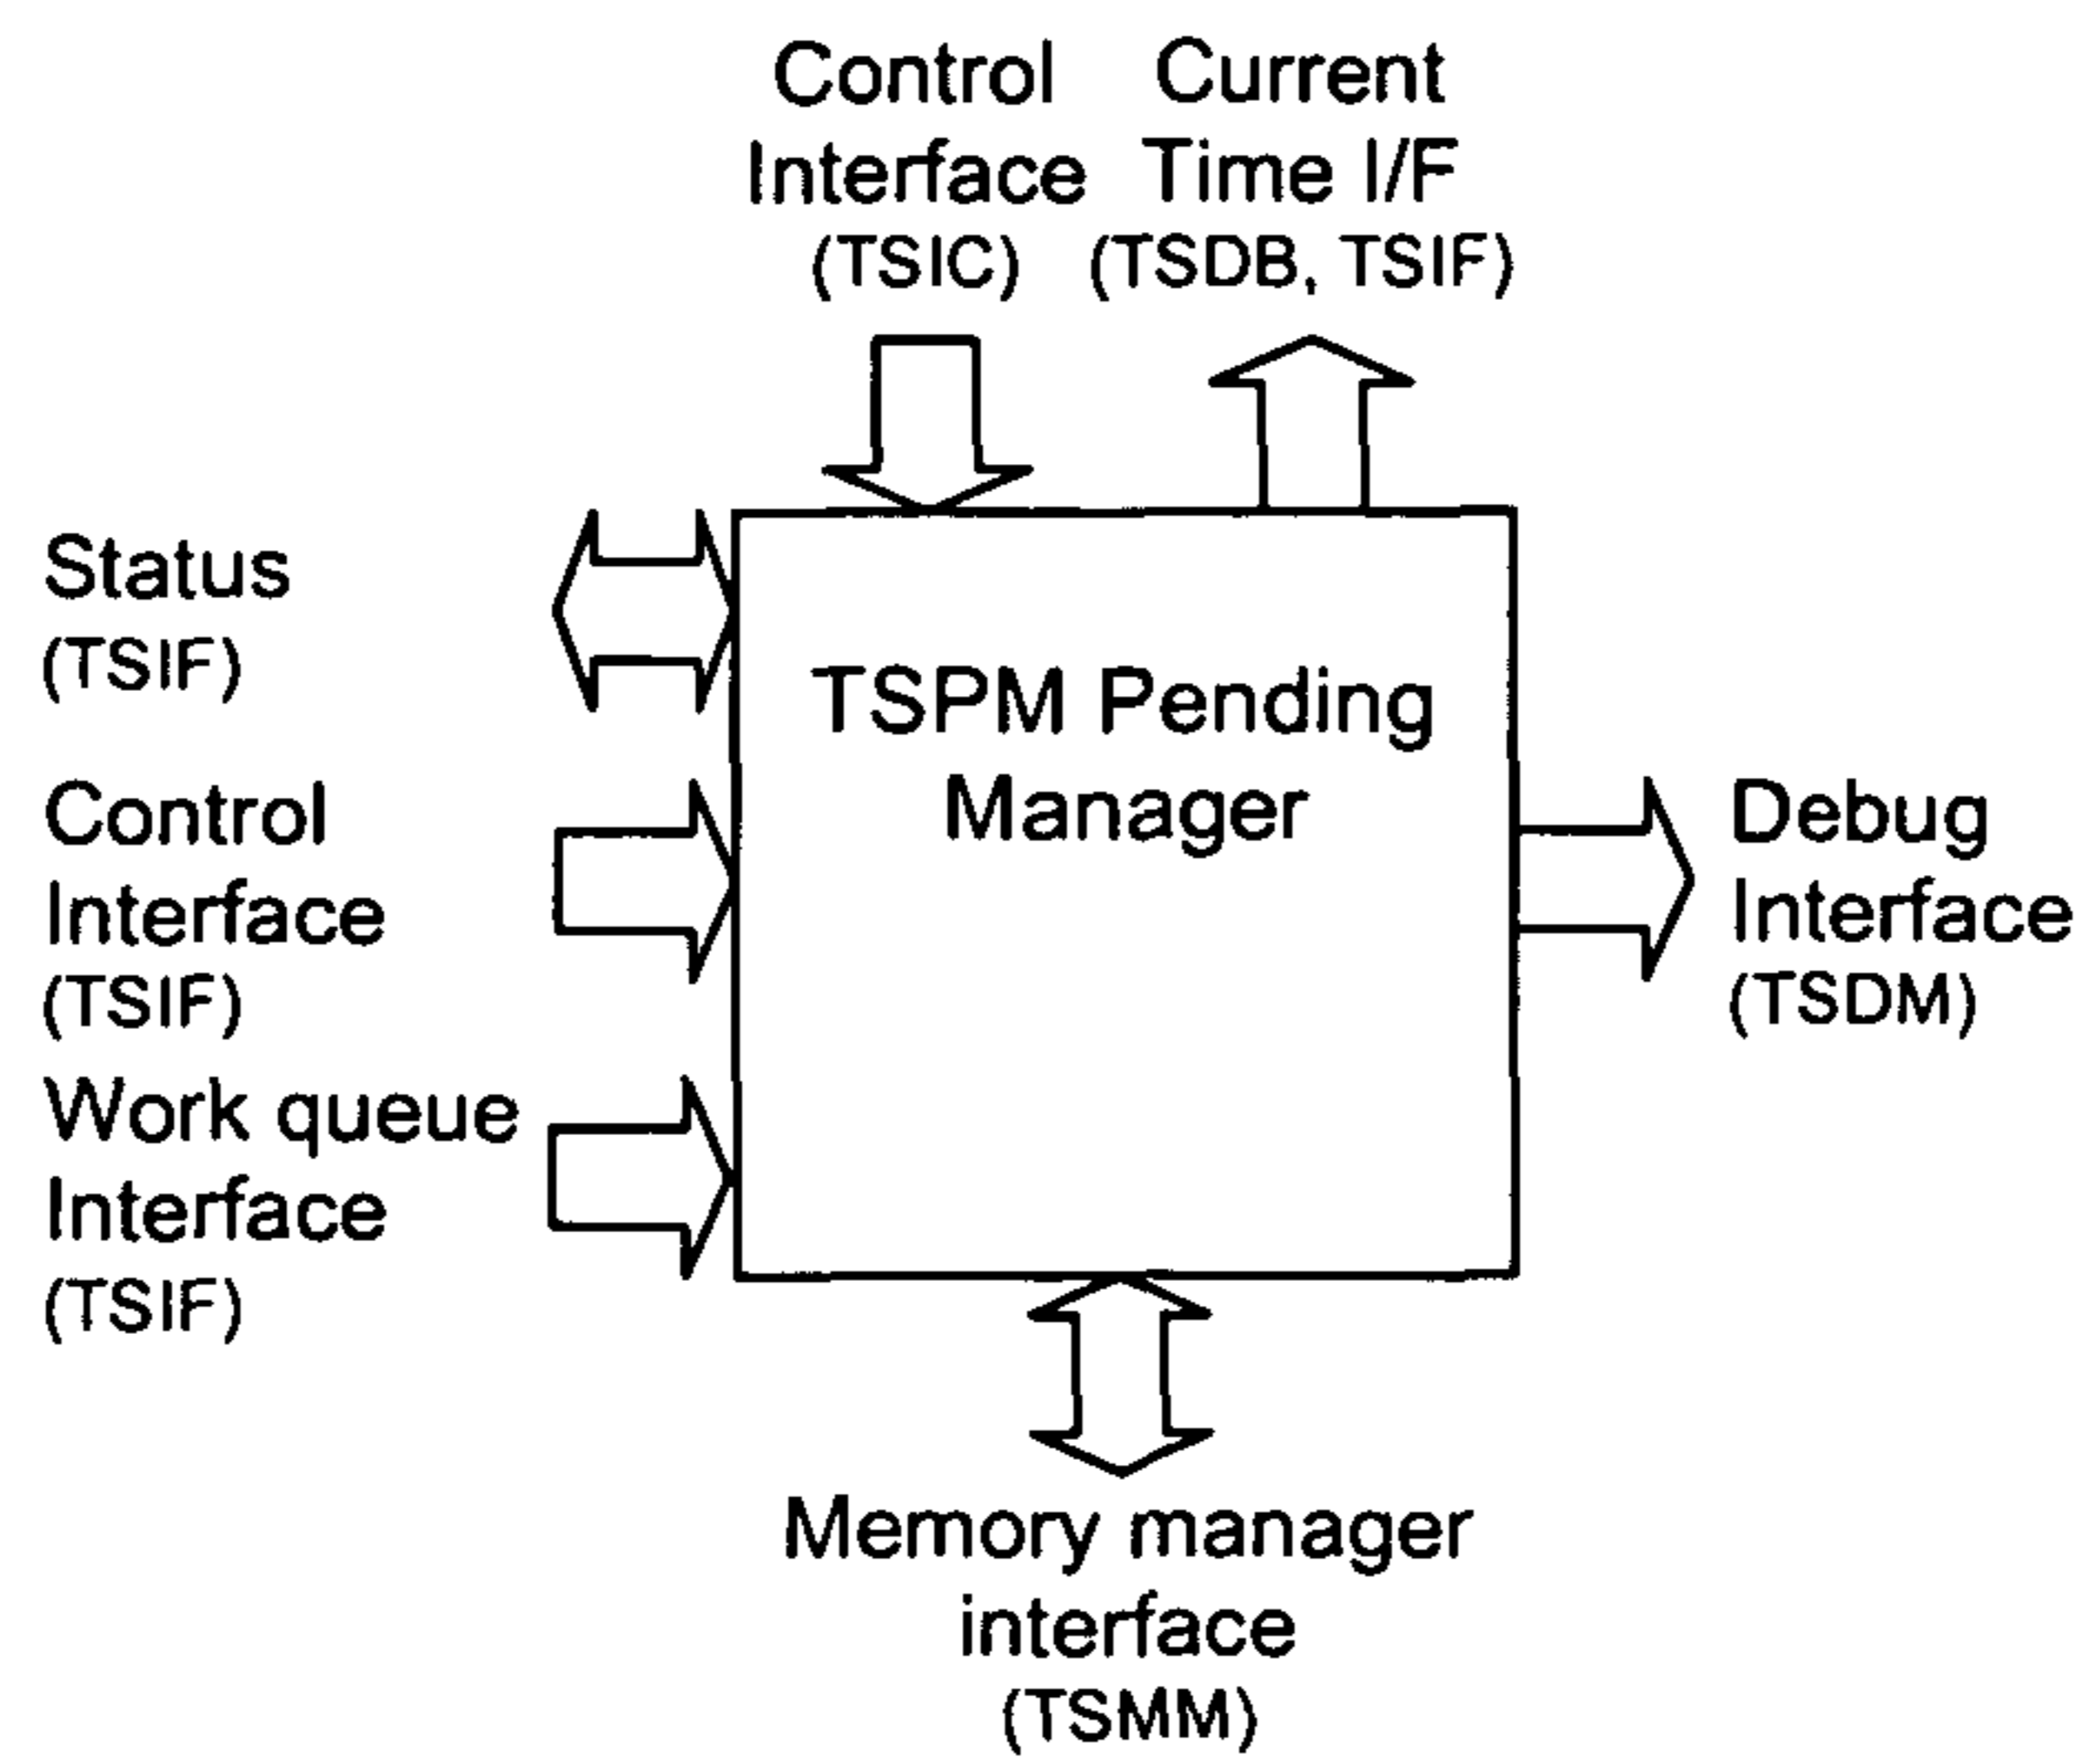 Control
Interface
(TSIC)
Current
Time I/F
(TSDB, TSIF)
Status
(TSIF)
TSPM Pending
Manager
Control
Interface
(TSIF)
Debug
Interface
(TSDM)
Work queue
Interface
(TSIF)
Memory manager
interface
(TSMM)